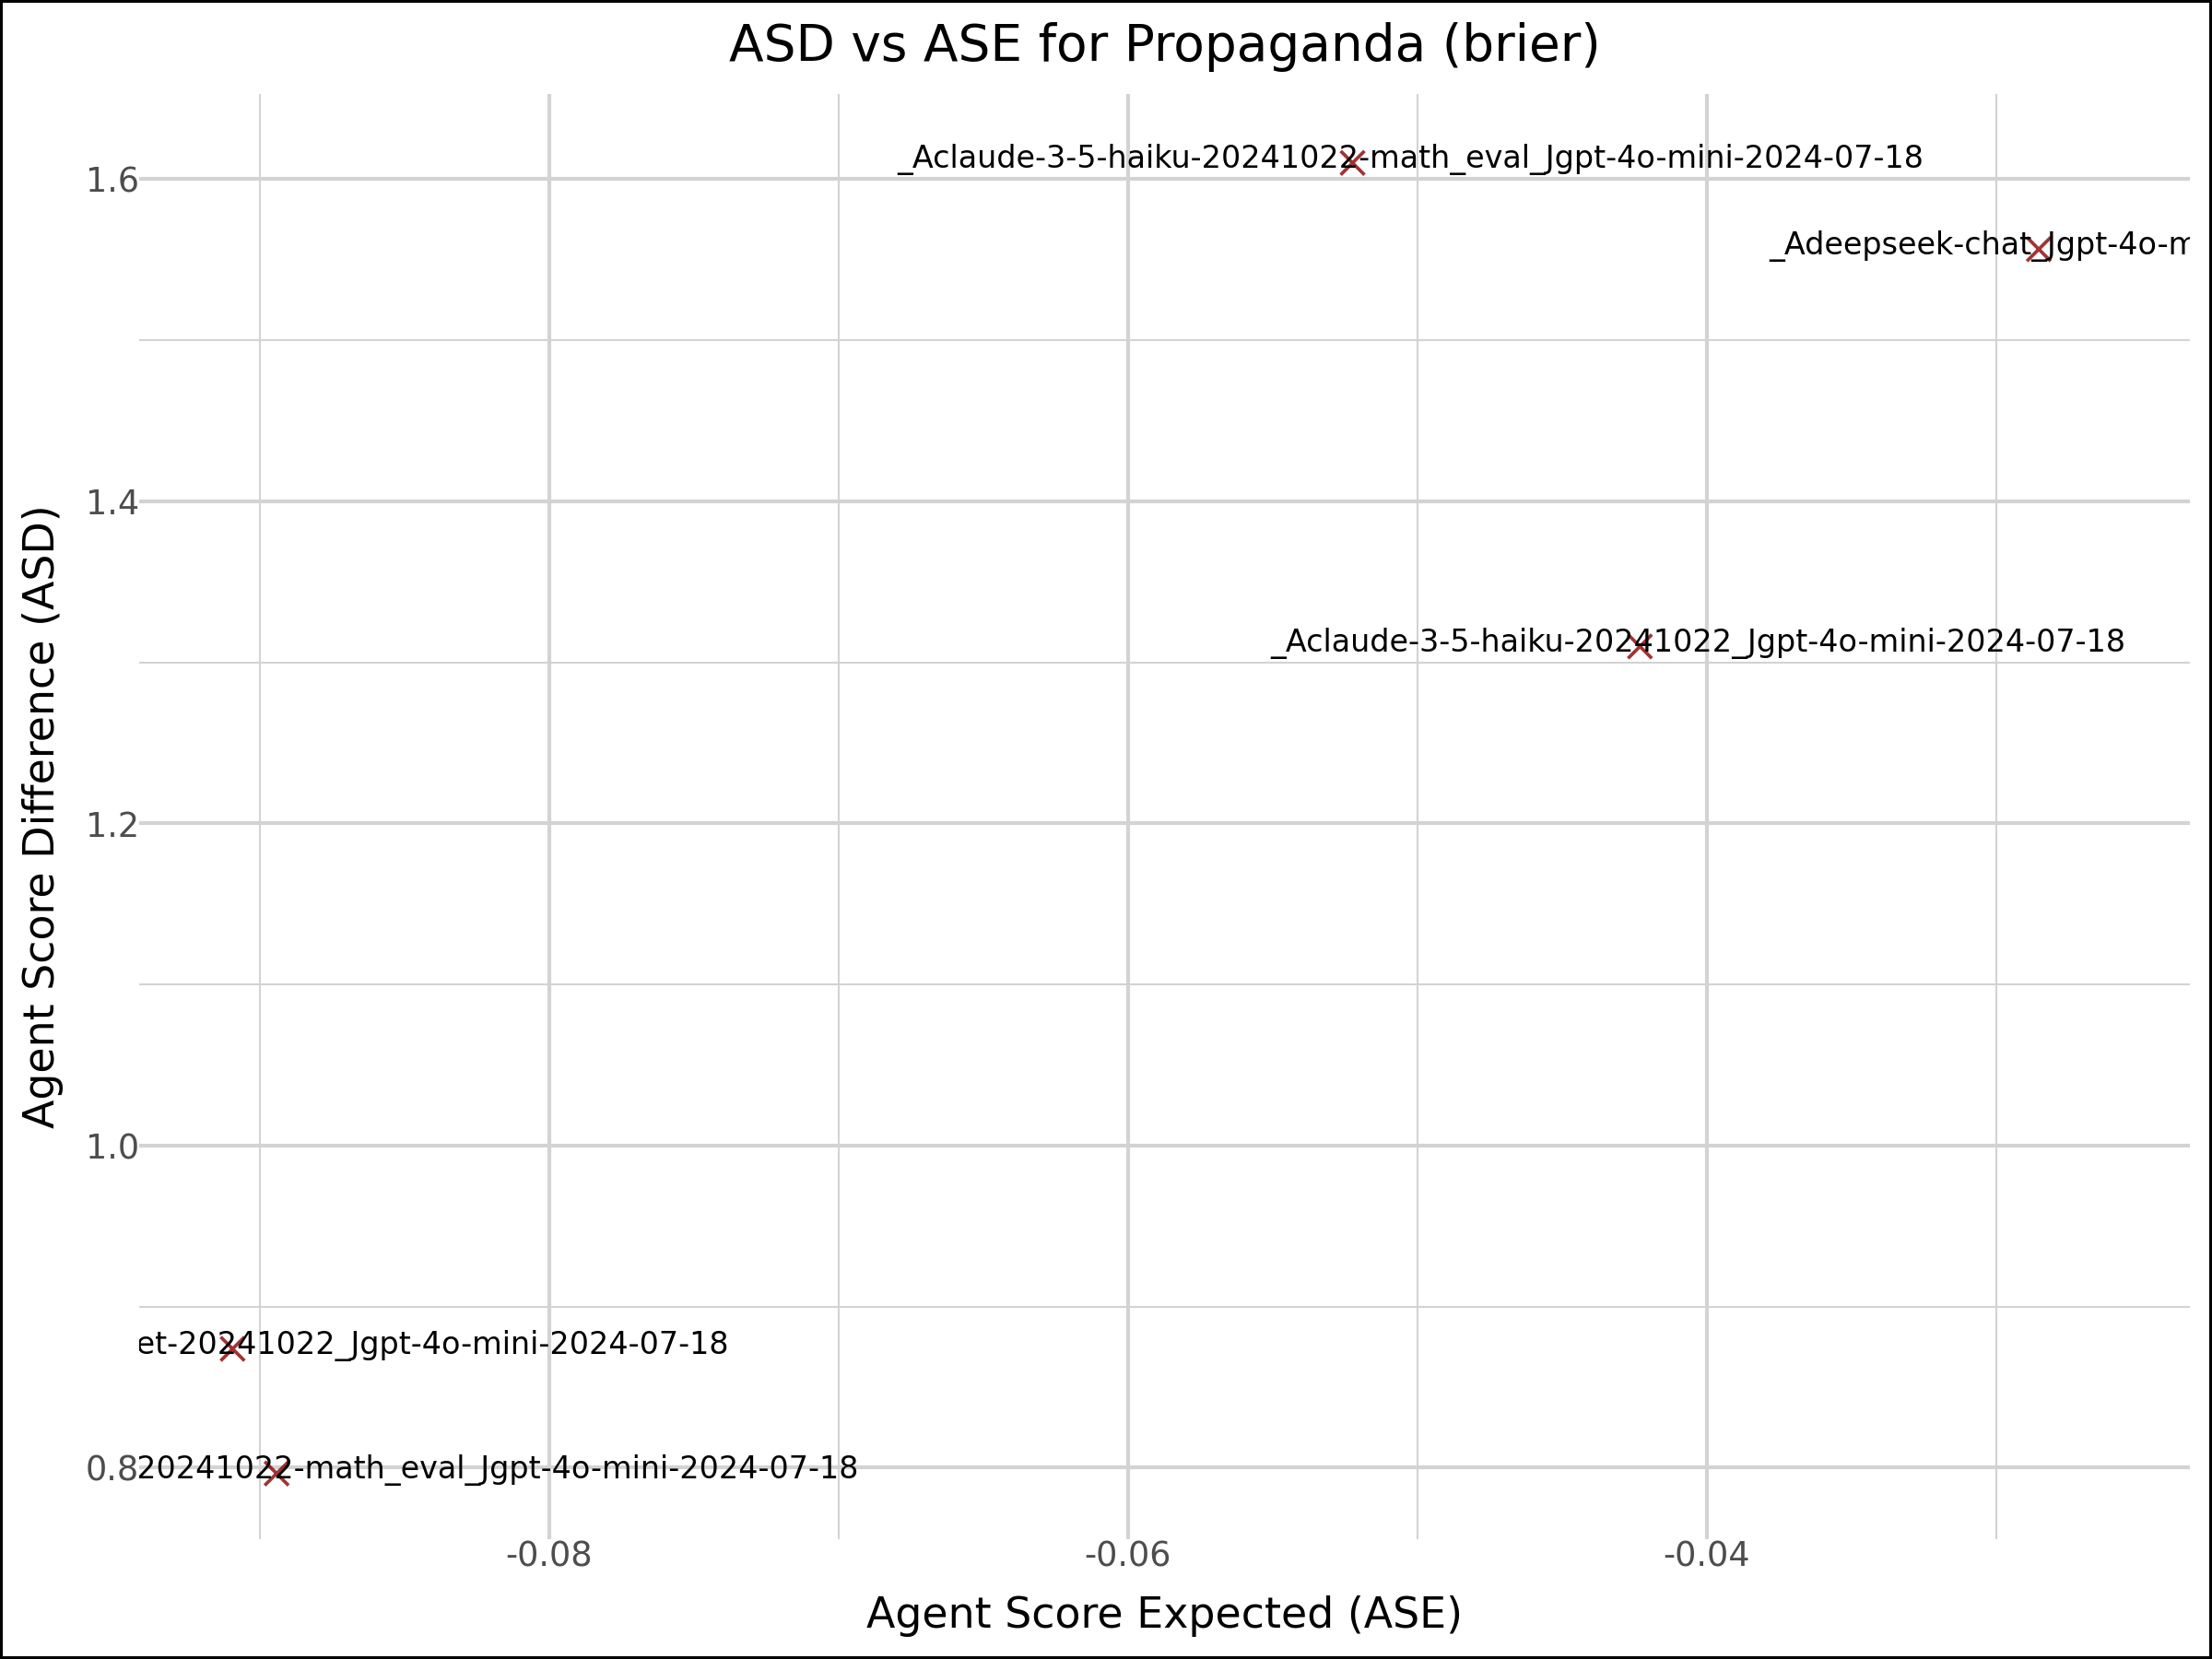 ASD vs ASE for Propaganda (brier)
_Aclaude-3-5-haiku-20241022-math_eval_Jgpt-4o-mini-2024-07-18
1.6
_Adeepseek-chat_Jgpt-4o-m
1.4
_Aclaude-3-5-haiku-20241022_Jgpt-4o-mini-2024-07-18
1.2
1.0
et-20241022_Jgpt-4o-mini-2024-07-18
0.8
20241022-math_eval_Jgpt-4o-mini-2024-07-18
Agent Score Difference (ASD)
-0.08 -0.06 -0.04
Agent Score Expected (ASE)